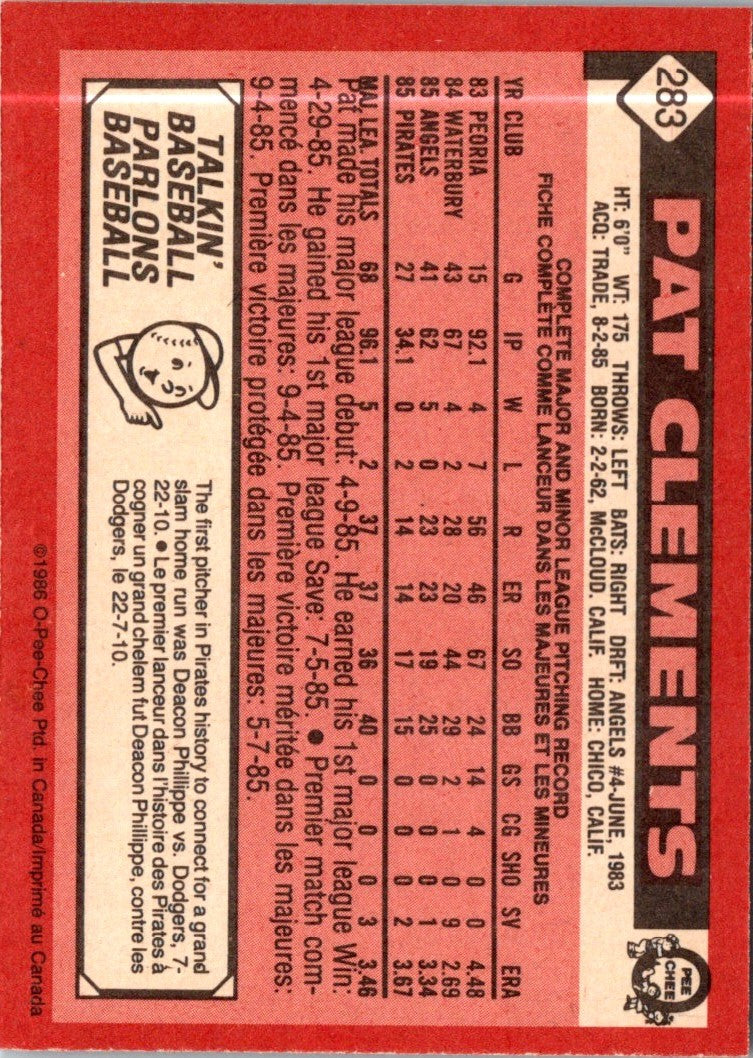 283
PAT CLEMENTS
O PEE CHEE
HT: 6'0" WT: 175 THROWS: LEFT BATS: RIGHT DRFT: ANGELS #4-JUNE, 1983
ACQ: TRADE, 8-2-85 BORN: 2-2-62, McCLOUD, CALIF. HOME: CHICO, CALIF.
COMPLETE MAJOR AND MINOR LEAGUE PITCHING RECORD
FICHE COMPLETE COMME LANCEUR DANS LES MAJEURES ET LES MINEURES
YR CLUB G IP W L R ER SO BB GS CG SHO SV ERA
83 PEORIA 15 92.1 4 7 56 46 67 24 14 4 0 0 4.48
84 WATERBURY 43 67 4 2 28 20 44 29 2 1 0 9 2.69
85 ANGELS 41 62 5 0 23 23 19 25 0 0 0 1 3.34
85 PIRATES 27 34.1 0 2 14 14 17 15 0 0 0 2 3.67
MAJ LEA. TOTALS 68 96.1 5 2 37 37 36 40 0 0 0 3 3.46
Pat made his major league debut: 4-9-85. He earned his 1st major league Win:
4-29-85. He gained his 1st major league Save: 7-5-85. ● Premier match com-
mencé dans les majeures: 9-4-85. Première victoire méritée dans les majeures:
9-4-85. Première victoire protégée dans les majeures: 5-7-85.
TALKIN'
BASEBALL
PARLONS
BASEBALL
The first pitcher in Pirates history to connect for a grand
slam home run was Deacon Phillippe vs. Dodgers, 7-
22-10. ● Le premier lanceur dans l'histoire des Pirates à
cogner un grand chelem fut Deacon Phillippe, contre les
Dodgers, le 22-7-10.
©1986 O-Pee-Chee Ptd. in Canada/Imprimé au Canada